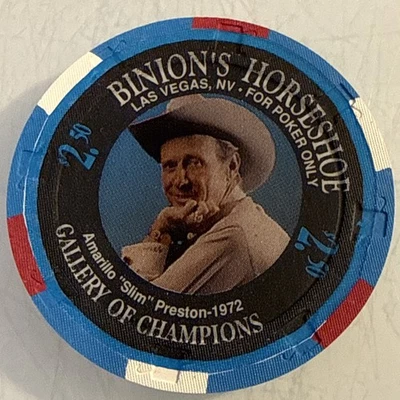 BINION'S HORSESHOE
LAS VEGAS, NV · FOR POKER ONLY
$2.50
$2.50
Amarillo "Slim" Preston-1972
GALLERY OF CHAMPIONS